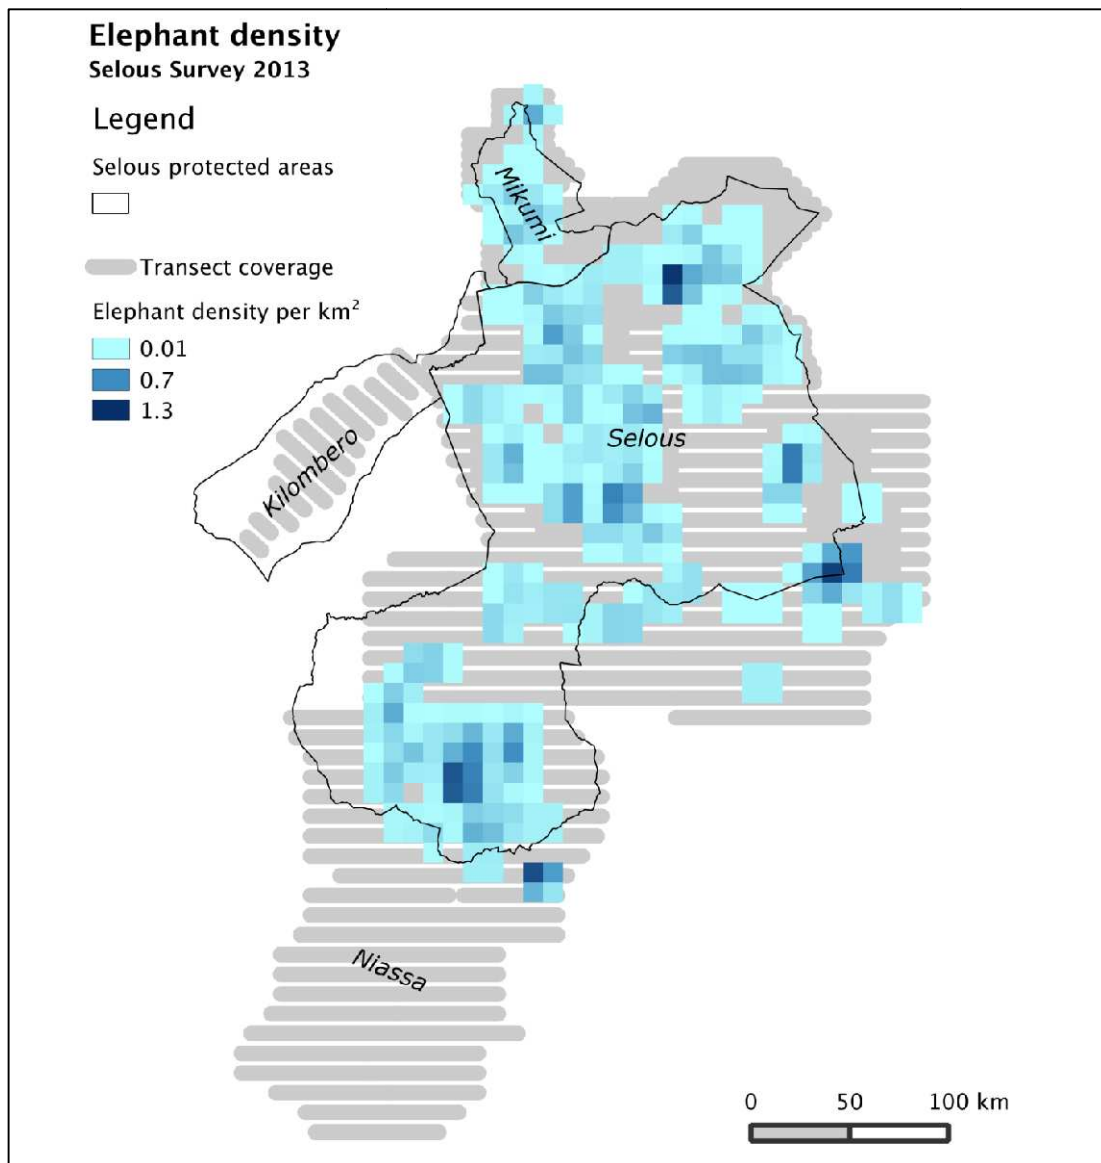 Elephant density
Selous Survey 2013
Legend
Selous protected areas
Transect coverage
Elephant density per km²
0.01
0.7
1.3
Mikumi
Kilombero
Selous
Niassa
0 50 100 km